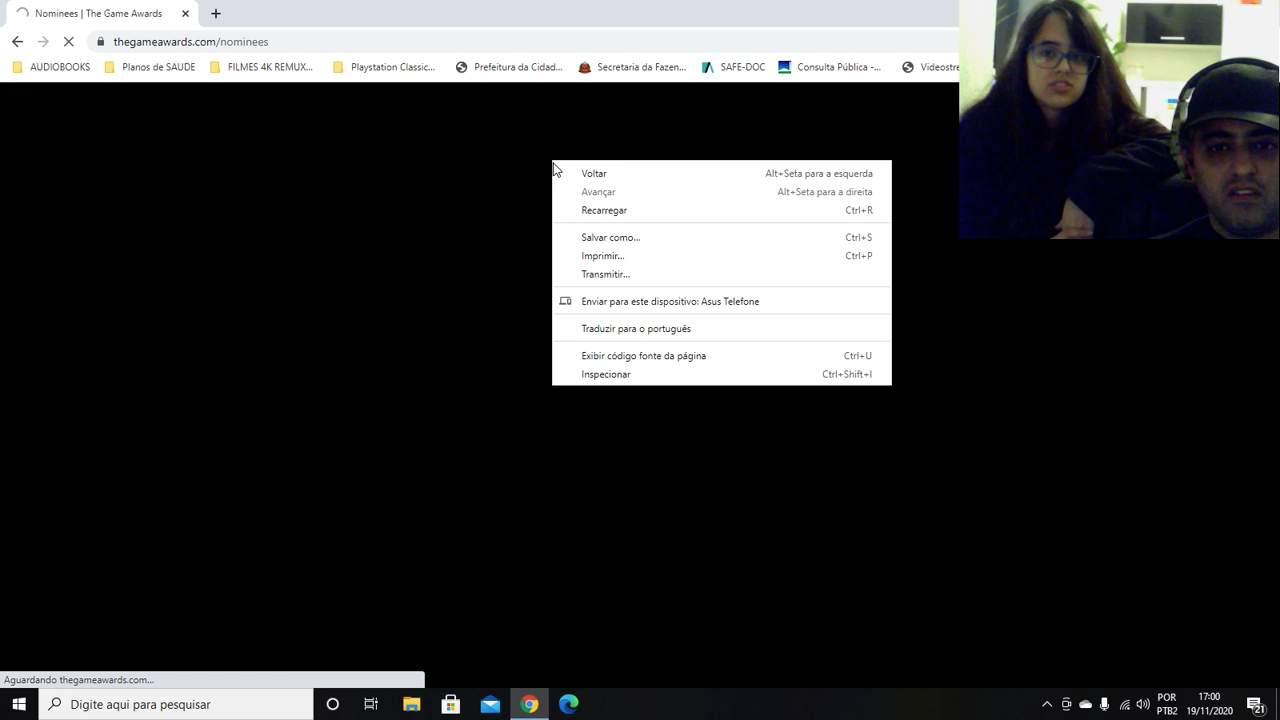 Nominees | The Game Awards
thegameawards.com/nominees
AUDIOBOOKS Planos de SAUDE FILMES 4K REMUX... Playstation Classic... Prefeitura da Cidad... Secretaria da Fazen... SAFE-DOC Consulta Pública -... Videostre
Voltar Alt+Seta para a esquerda
Avançar Alt+Seta para a direita
Recarregar Ctrl+R
Salvar como... Ctrl+S
Imprimir... Ctrl+P
Transmitir...
Enviar para este dispositivo: Asus Telefone
Traduzir para o português
Exibir código fonte da página Ctrl+U
Inspecionar Ctrl+Shift+I
Aguardando thegameawards.com...
Digite aqui para pesquisar
POR 17:00
PTB2 19/11/2020 21